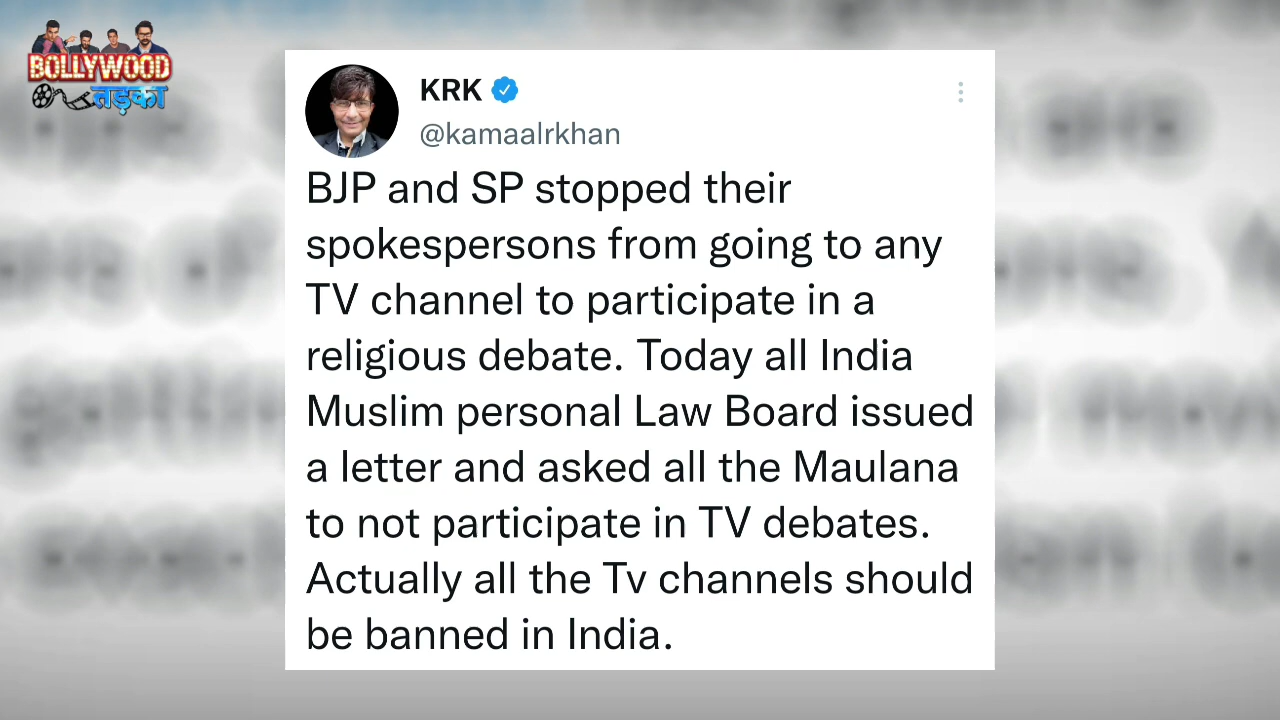 BOLLYWOOD
तड़का
KRK
@kamaalrkhan
BJP and SP stopped their
spokespersons from going to any
TV channel to participate in a
religious debate. Today all India
Muslim personal Law Board issued
a letter and asked all the Maulana
to not participate in TV debates.
Actually all the Tv channels should
be banned in India.